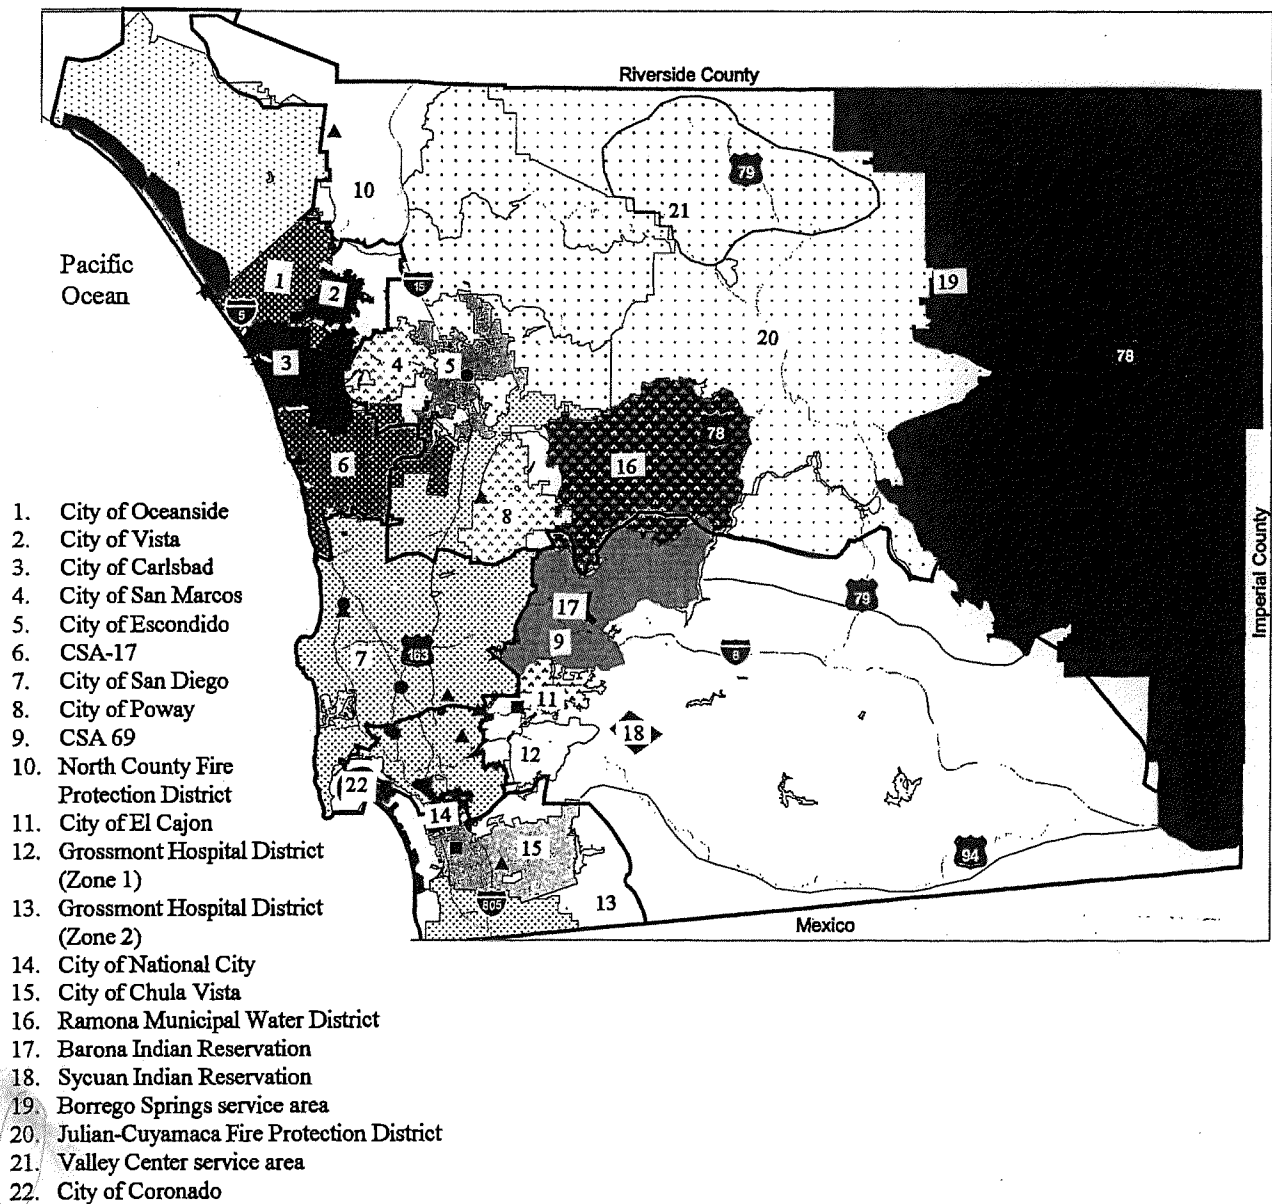 Riverside County
79
10
21
Pacific
Ocean
1
2
15
19
5
20
3
4
5
78
78
6
16
8
1. City of Oceanside
2. City of Vista
3. City of Carlsbad
4. City of San Marcos
5. City of Escondido
6. CSA-17
7. City of San Diego
8. City of Poway
9. CSA 69
10. North County Fire
Protection District
11. City of El Cajon
12. Grossmont Hospital District
(Zone 1)
13. Grossmont Hospital District
(Zone 2)
14. City of National City
15. City of Chula Vista
16. Ramona Municipal Water District
17. Barona Indian Reservation
18. Sycuan Indian Reservation
19. Borrego Springs service area
20. Julian-Cuyamaca Fire Protection District
21. Valley Center service area
22. City of Coronado
Imperial County
17
79
9
7
163
8
11
18
12
22
14
15
94
805
13
Mexico